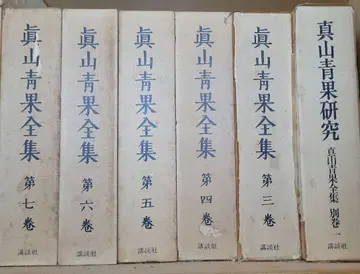 眞山青果全集
第七巻
講談社
眞山青果全集
第六巻
講談社
眞山青果全集
第五巻
講談社
眞山青果全集
第四巻
講談社
眞山青果全集
第三巻
講談社
真山青果研究
真山青果全集 別巻一
講談社